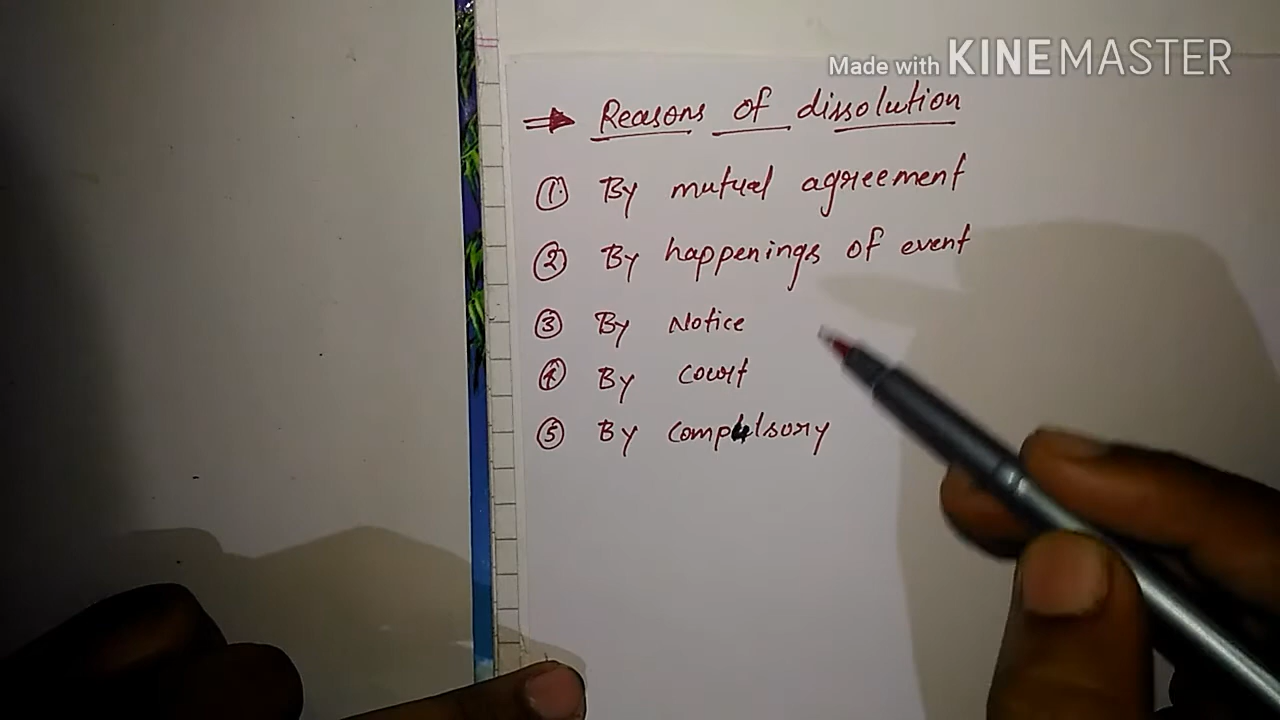 Made with KINEMASTER
⇒ Reasons of dissolution
① By mutual agreement
② By happenings of event
③ By Notice
④ By court
⑤ By compulsory